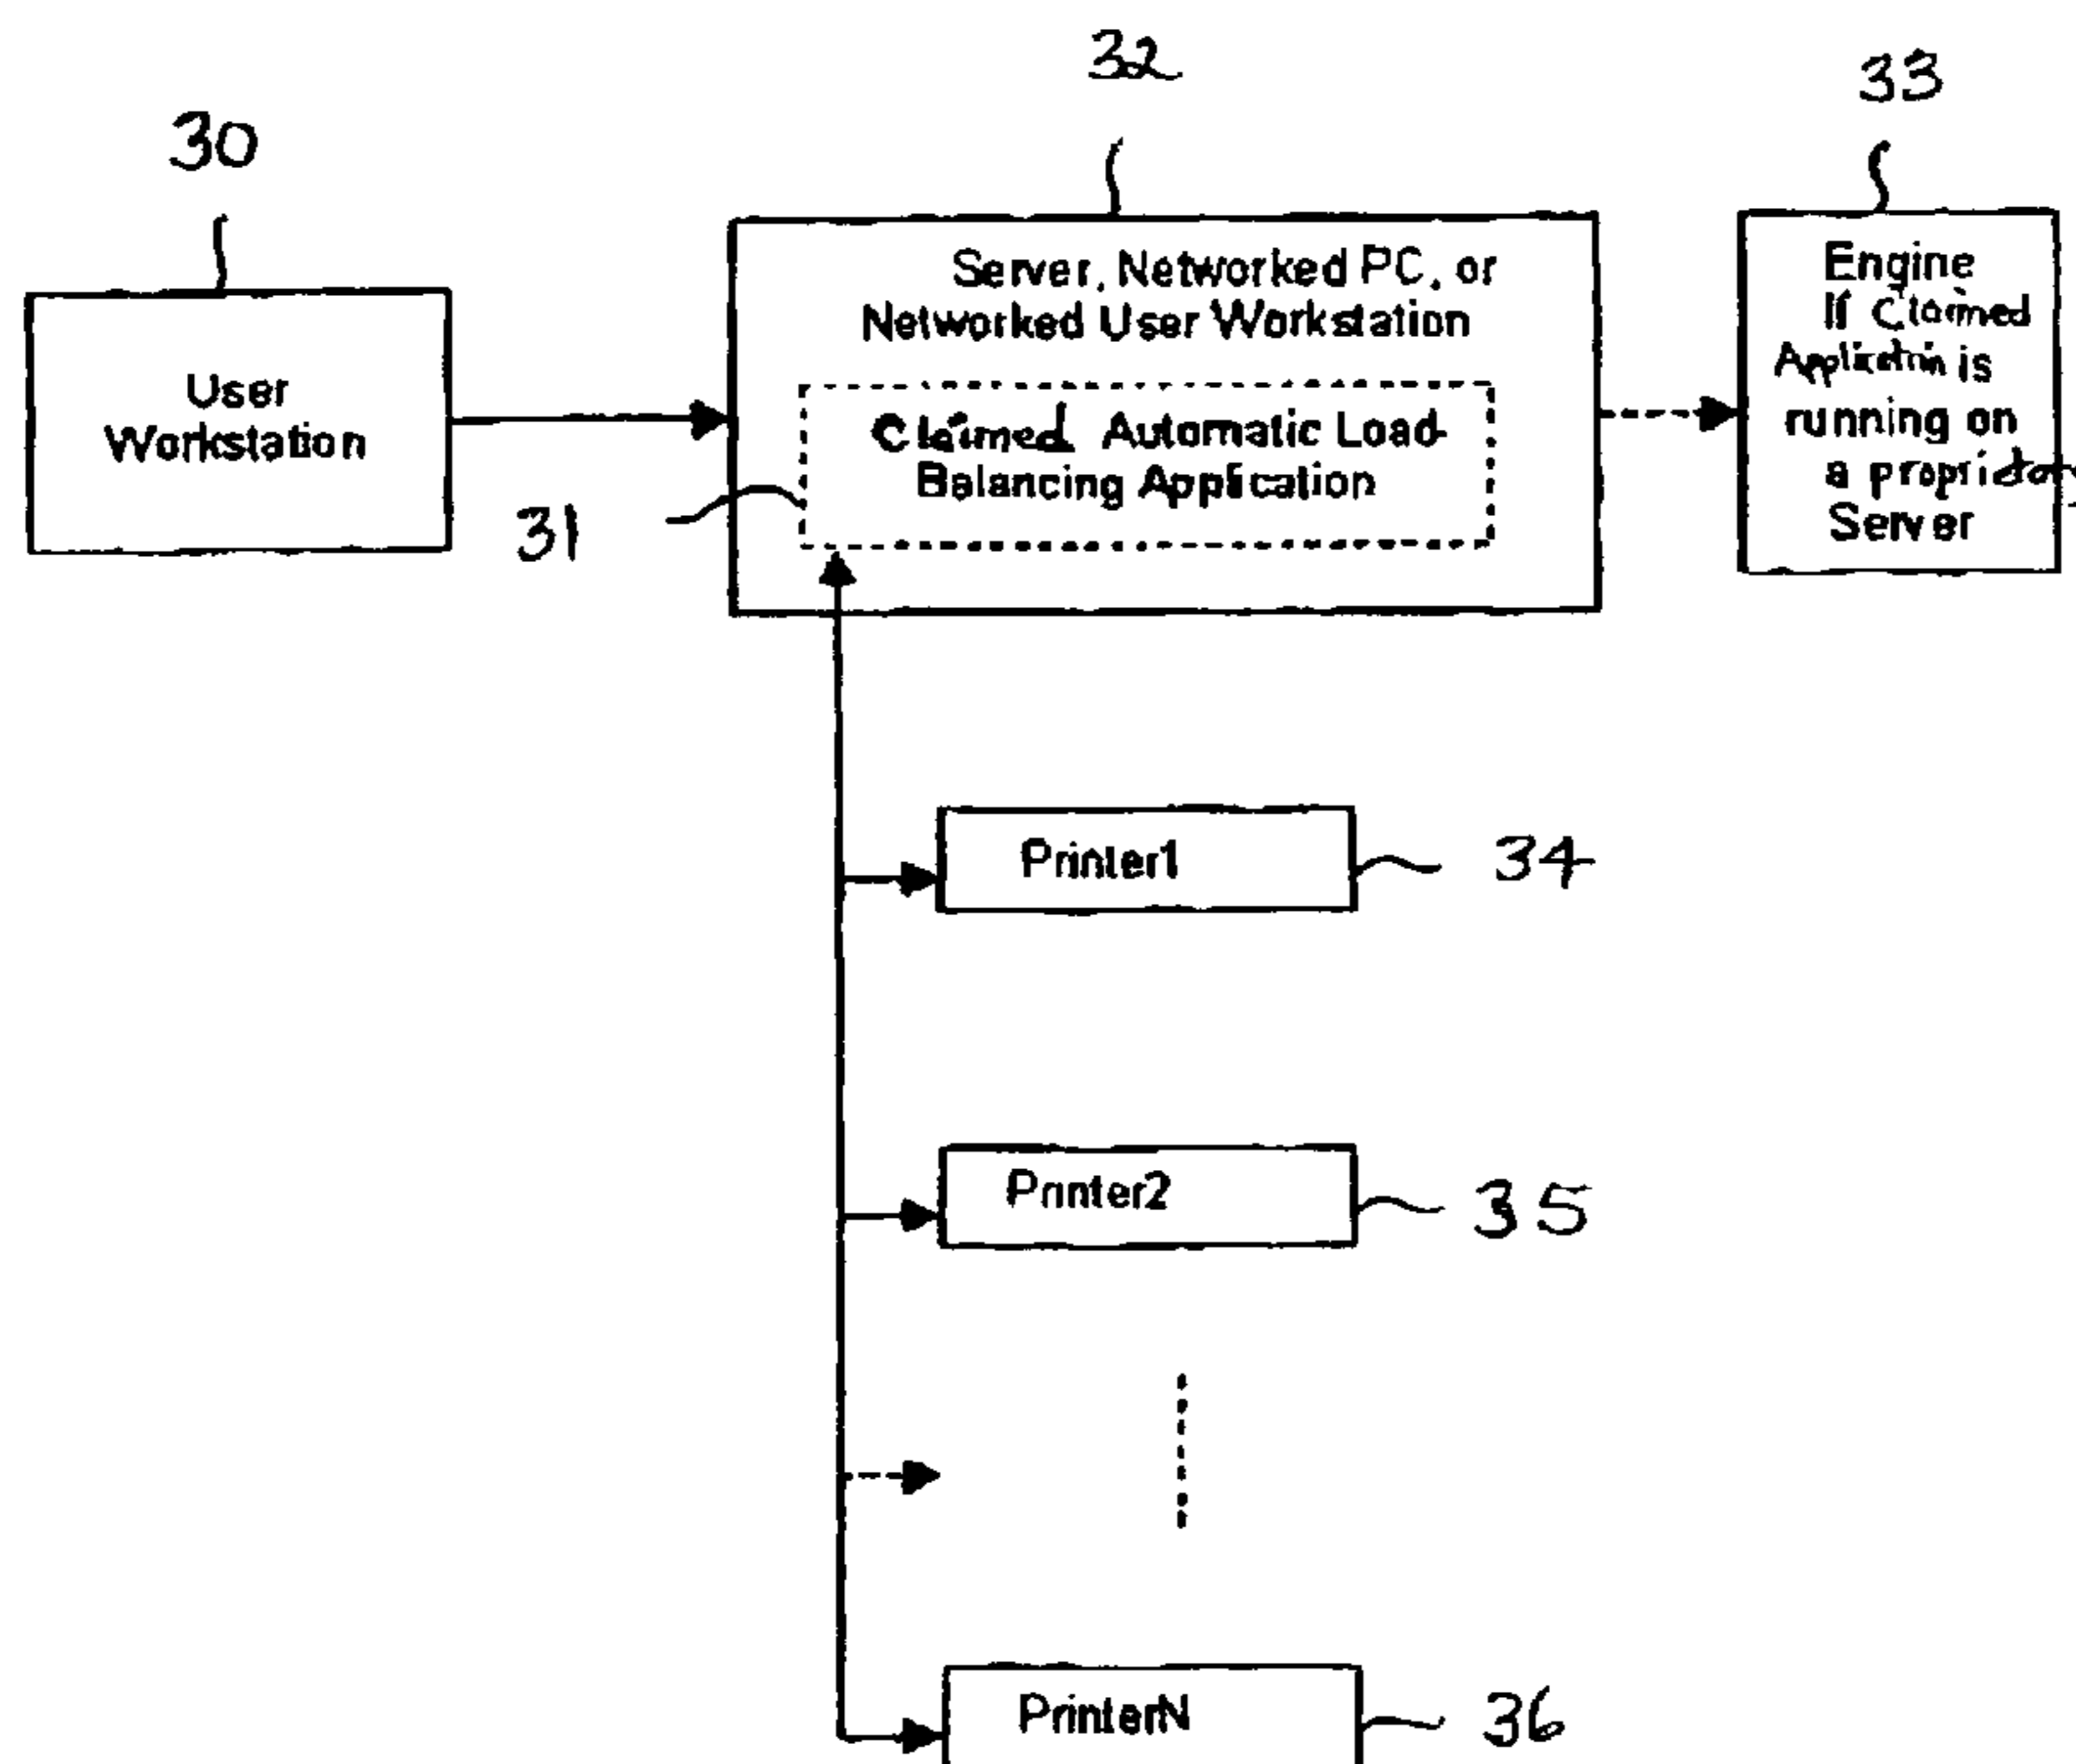 32
33
30
Server, Networked PC, or
Networked User Workstation
Engine
If Claimed
Application is
running on
a proprietary
Server
User
Workstation
Claimed Automatic Load-
Balancing Application
31
Printer1
34
Printer2
35
PrinterN
36